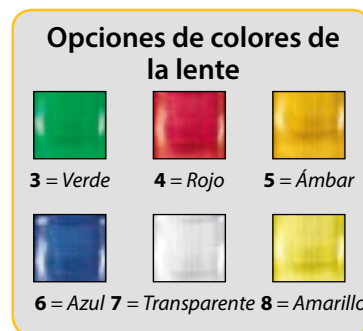 Opciones de colores de
la lente
3 = Verde 4 = Rojo 5 = Ámbar
6 = Azul 7 = Transparente 8 = Amarillo